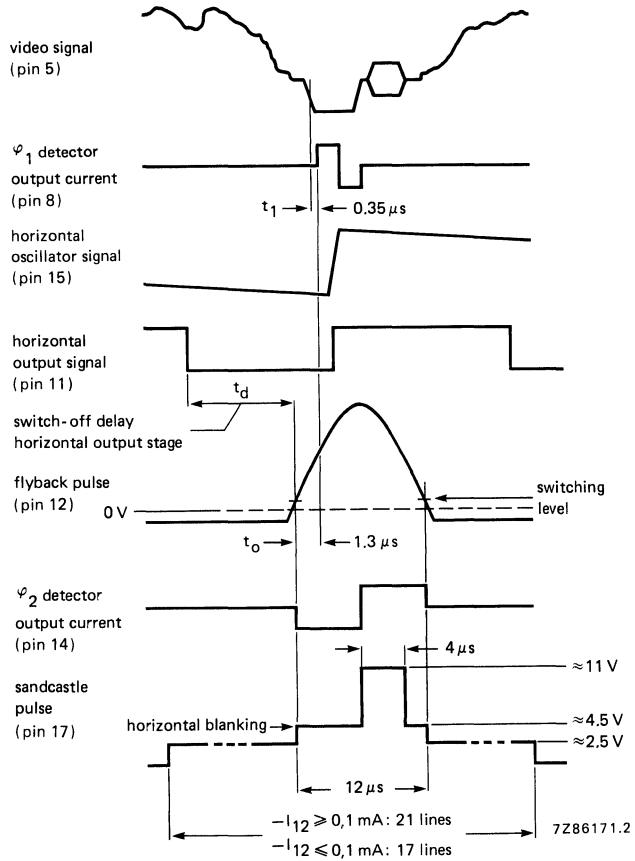 video signal
(pin 5)
φ1 detector
output current
(pin 8)
t1
0.35 μs
horizontal
oscillator signal
(pin 15)
horizontal
output signal
(pin 11)
td
switch-off delay
horizontal output stage
flyback pulse
(pin 12)
0 V
switching
level
to
1.3 μs
φ2 detector
output current
(pin 14)
4 μs
≈11 V
sandcastle
pulse
(pin 17)
horizontal blanking
≈4.5 V
≈2.5 V
12 μs
−I12 ⩾ 0,1 mA: 21 lines
−I12 ⩽ 0,1 mA: 17 lines
7Z86171.2